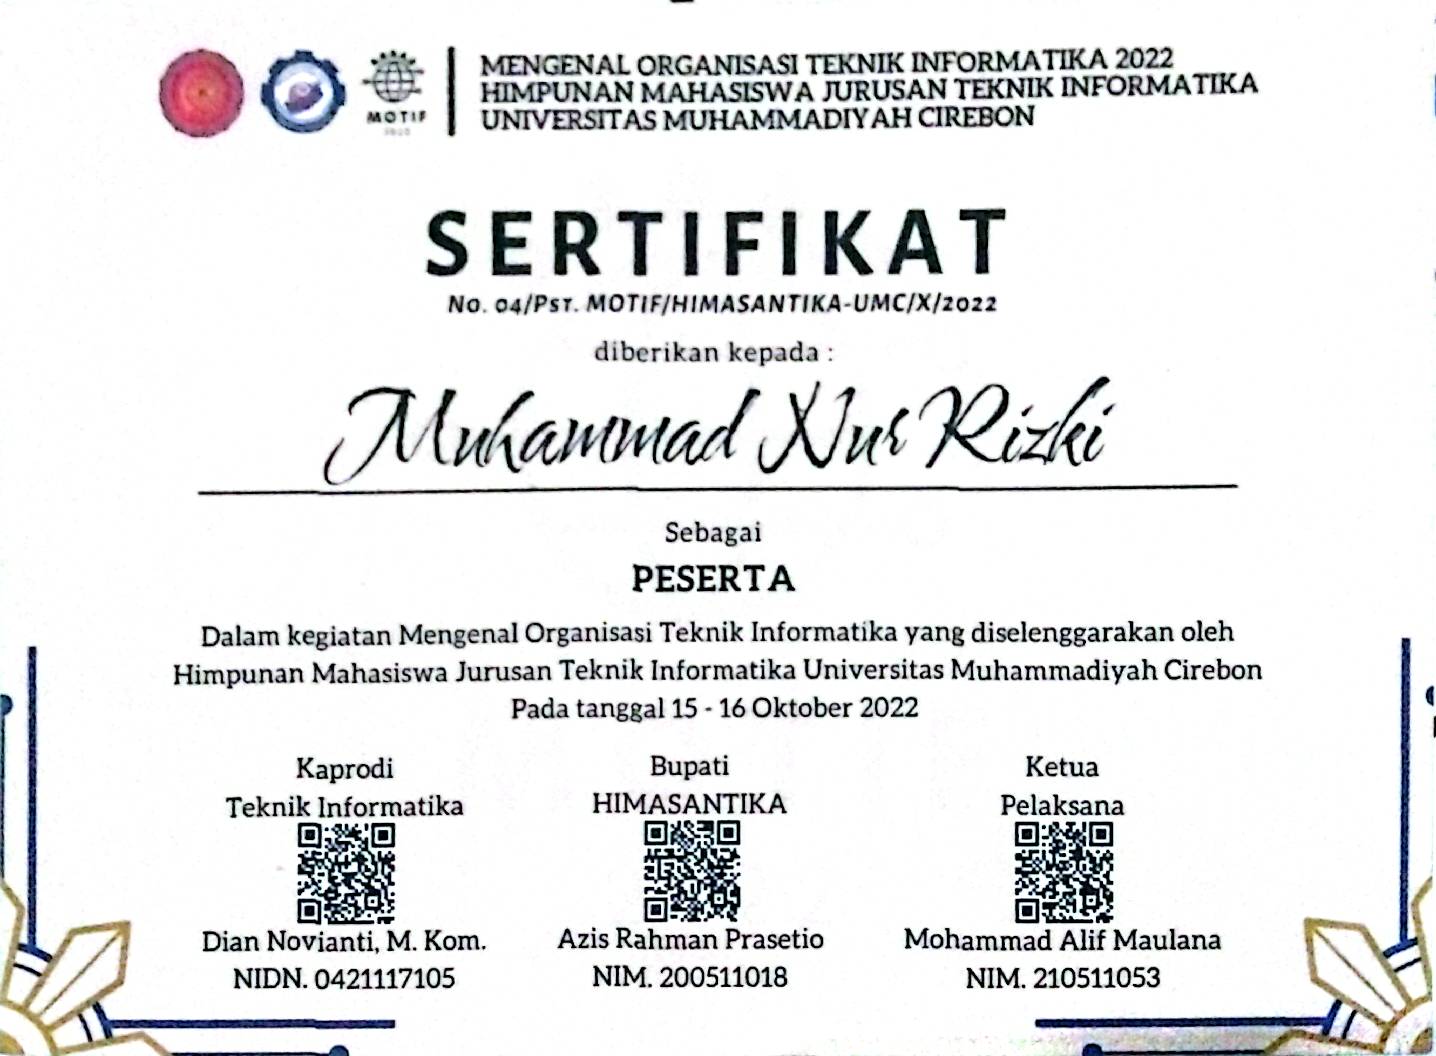 MOTIF
MENGENAL ORGANISASI TEKNIK INFORMATIKA 2022
HIMPUNAN MAHASISWA JURUSAN TEKNIK INFORMATIKA
UNIVERSITAS MUHAMMADIYAH CIREBON
SERTIFIKAT
No. 04/Pst. MOTIF/HIMASANTIKA-UMC/X/2022
diberikan kepada :
Muhammad Nur Rizki
Sebagai
PESERTA
Dalam kegiatan Mengenal Organisasi Teknik Informatika yang diselenggarakan oleh
Himpunan Mahasiswa Jurusan Teknik Informatika Universitas Muhammadiyah Cirebon
Pada tanggal 15 - 16 Oktober 2022
Kaprodi
Teknik Informatika
Dian Novianti, M. Kom.
NIDN. 0421117105
Bupati
HIMASANTIKA
Azis Rahman Prasetio
NIM. 200511018
Ketua
Pelaksana
Mohammad Alif Maulana
NIM. 210511053